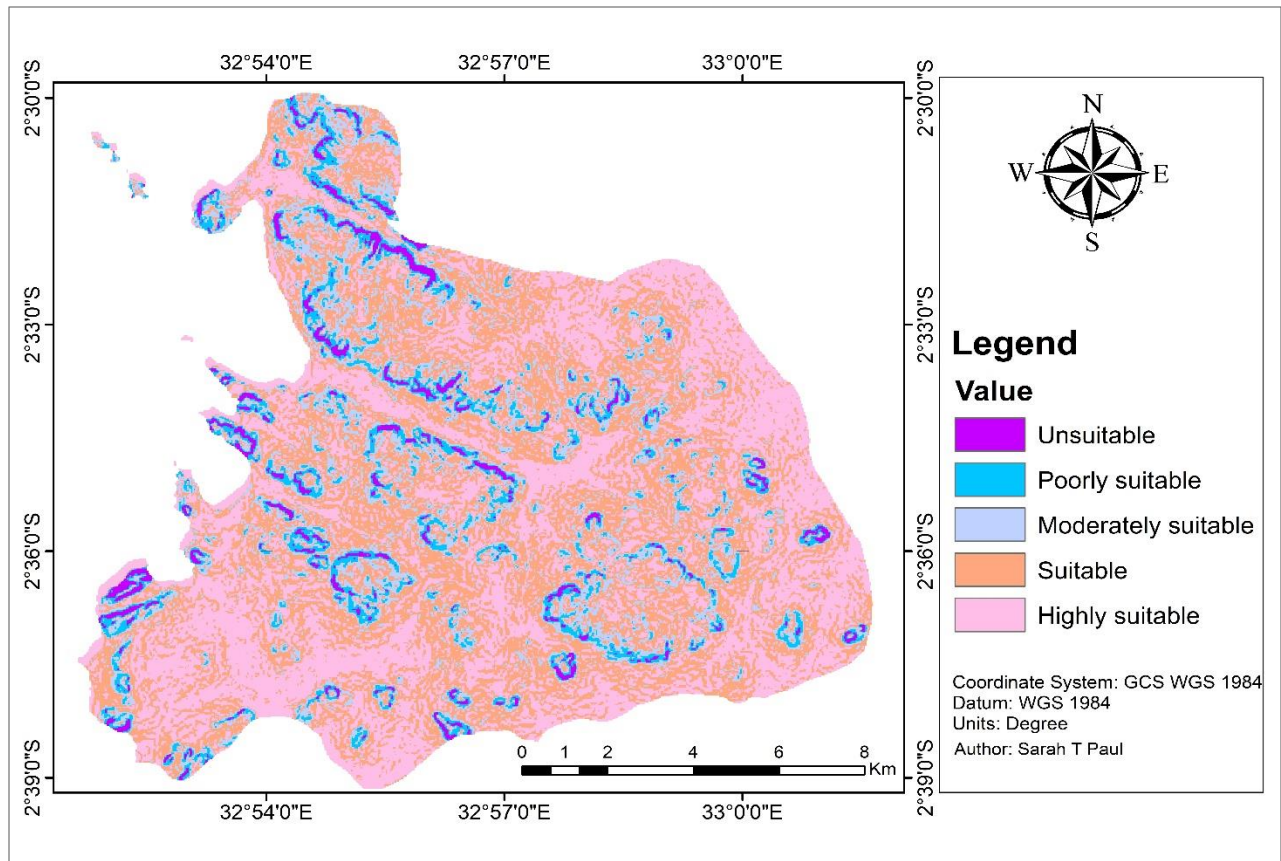 32°54'0"E 32°57'0"E 33°0'0"E
2°30'0"S 2°30'0"S
N
W E
S
2°33'0"S 2°33'0"S
Legend
Value
Unsuitable
Poorly suitable
Moderately suitable
Suitable
Highly suitable
2°36'0"S 2°36'0"S
Coordinate System: GCS WGS 1984
Datum: WGS 1984
Units: Degree
Author: Sarah T Paul
0 1 2 4 6 8
Km
2°39'0"S 2°39'0"S
32°54'0"E 32°57'0"E 33°0'0"E